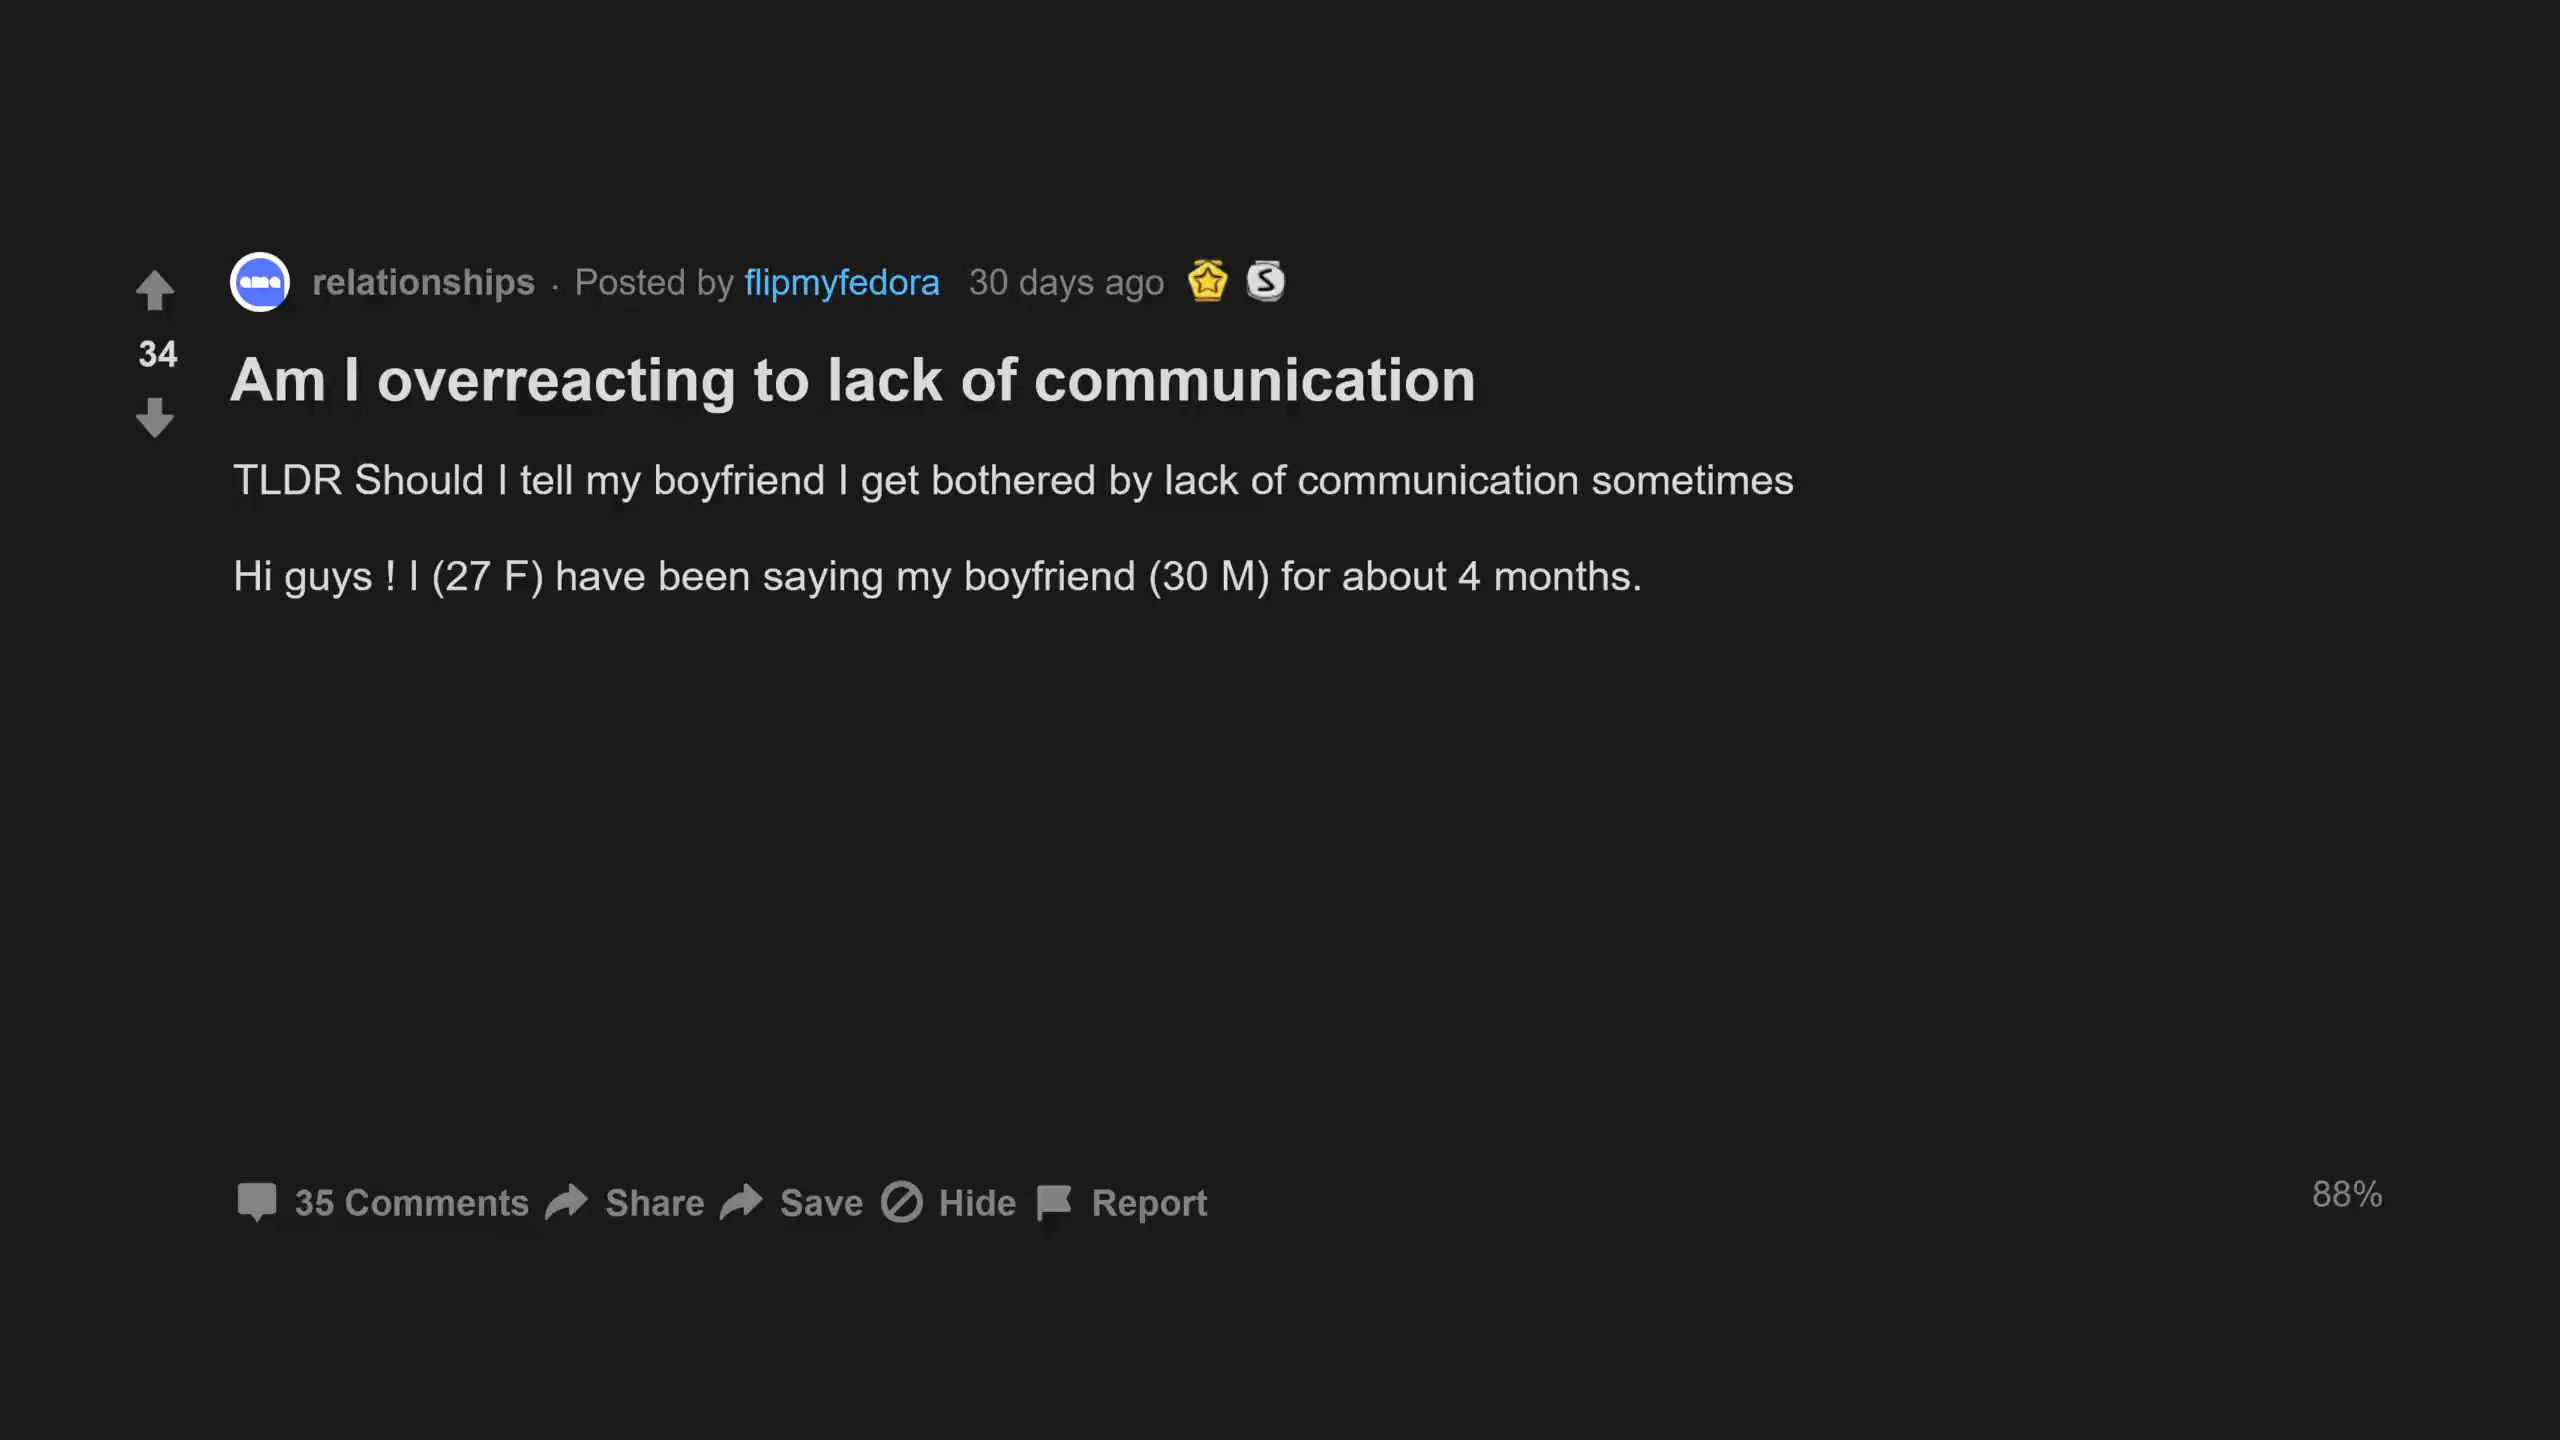 relationships · Posted by flipmyfedora 30 days ago
34
Am I overreacting to lack of communication
TLDR Should I tell my boyfriend I get bothered by lack of communication sometimes
Hi guys ! I (27 F) have been saying my boyfriend (30 M) for about 4 months.
35 Comments Share Save Hide Report
88%